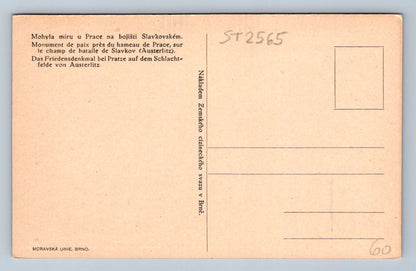 Mohyla míru u Prace na bojišti Slavkovském.
Monument de paix près du hameau de Prace, sur
le champ de bataille de Slavkov (Austerlitz).
Das Friedensdenkmal bei Pratze auf dem Schlacht-
felde von Austerlitz
ST2565
Nákladem Zemského cizineckého svazu v Brně.
MORAVSKÁ UNIE, BRNO.
60